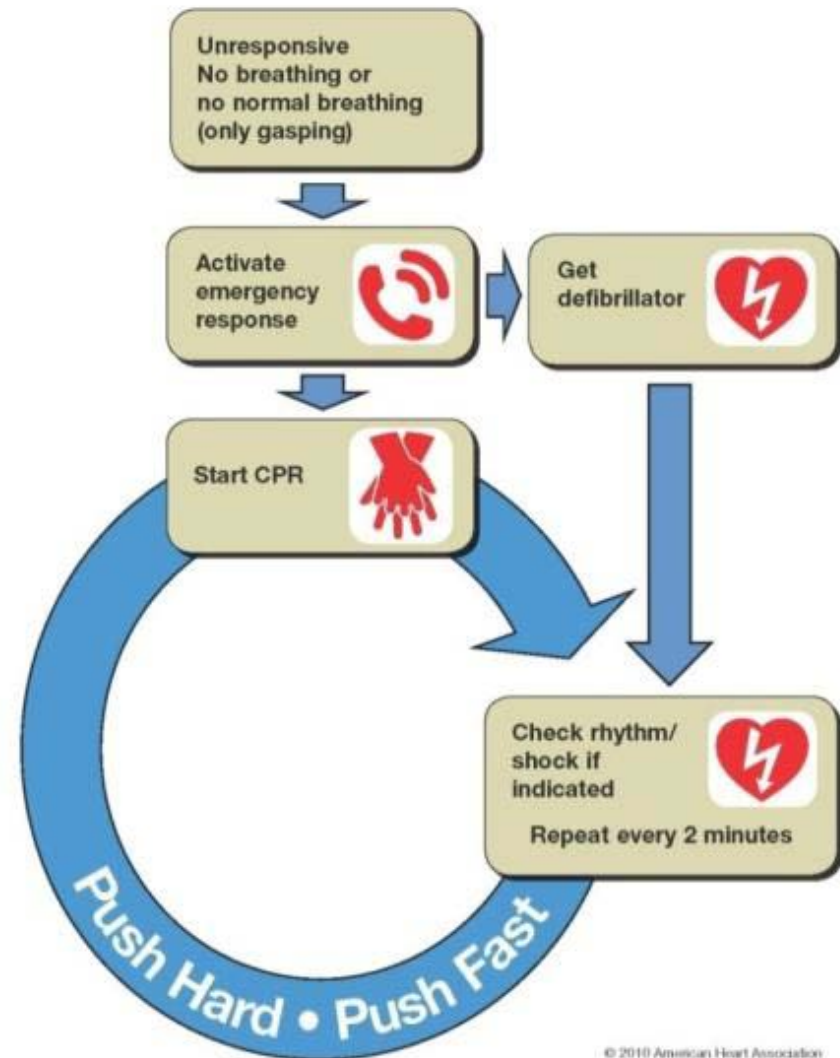 Unresponsive
No breathing or
no normal breathing
(only gasping)
Activate
emergency
response
Get
defibrillator
Start CPR
Check rhythm/
shock if
indicated
Repeat every 2 minutes
Push Hard • Push Fast
© 2010 American Heart Association